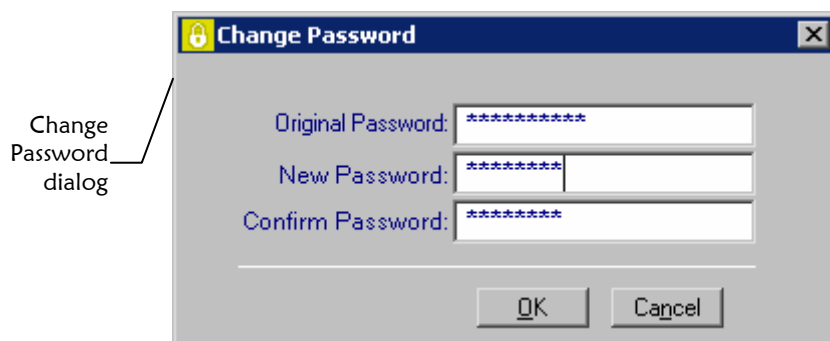 Change Password
Change
Password
dialog
Original Password: **********
New Password: ********
Confirm Password: ********
OK Cancel